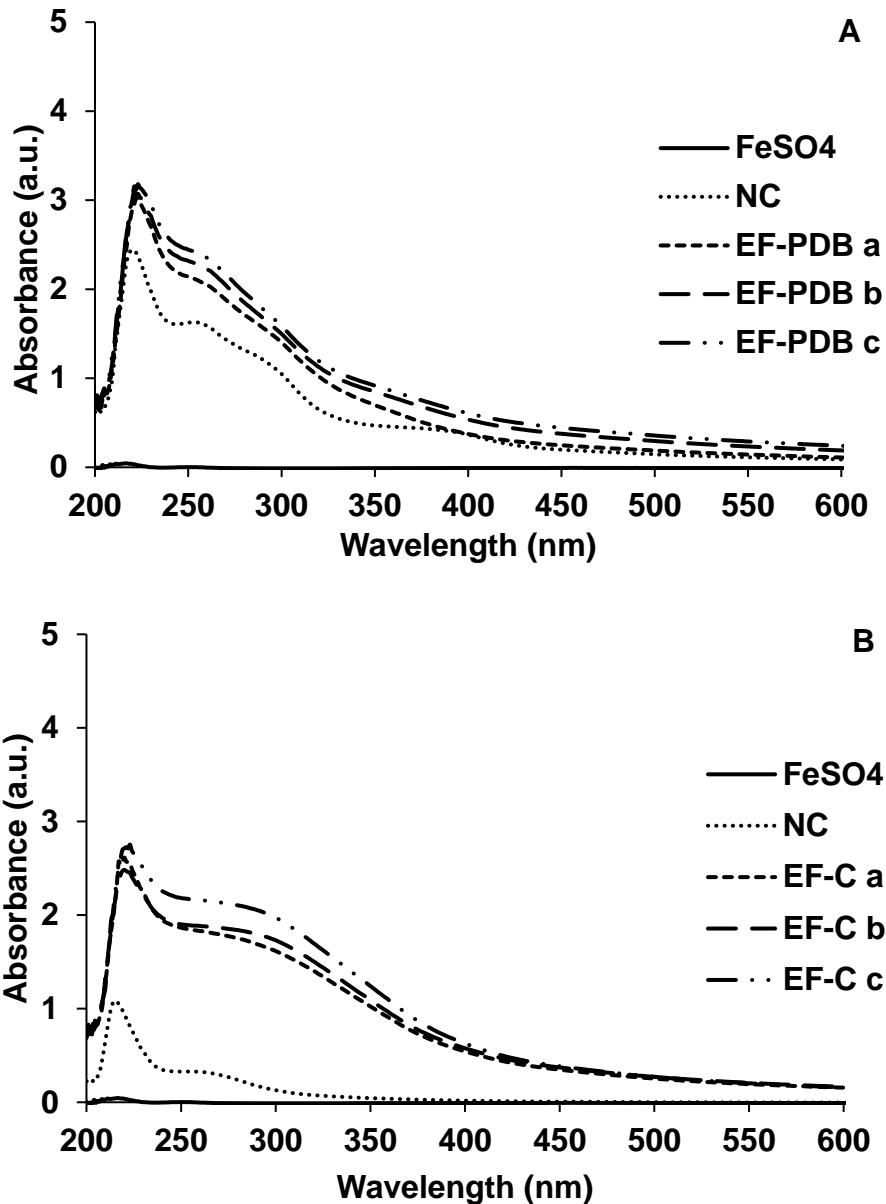 A
5
4
3
2
1
0
Absorbance (a.u.)
FeSO4
NC
EF-PDB a
EF-PDB b
EF-PDB c
200 250 300 350 400 450 500 550 600
Wavelength (nm)
B
5
4
3
2
1
0
Absorbance (a.u.)
FeSO4
NC
EF-C a
EF-C b
EF-C c
200 250 300 350 400 450 500 550 600
Wavelength (nm)